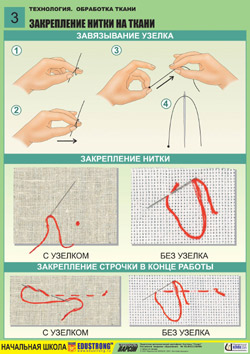 3
ТЕХНОЛОГИЯ. ОБРАБОТКА ТКАНИ
ЗАКРЕПЛЕНИЕ НИТКИ НА ТКАНИ
ЗАВЯЗЫВАНИЕ УЗЕЛКА
1
3
2
4
ЗАКРЕПЛЕНИЕ НИТКИ
С УЗЕЛКОМ
БЕЗ УЗЕЛКА
ЗАКРЕПЛЕНИЕ СТРОЧКИ В КОНЦЕ РАБОТЫ
С УЗЕЛКОМ
БЕЗ УЗЕЛКА
НАЧАЛЬНАЯ ШКОЛА
EDUSTRONG